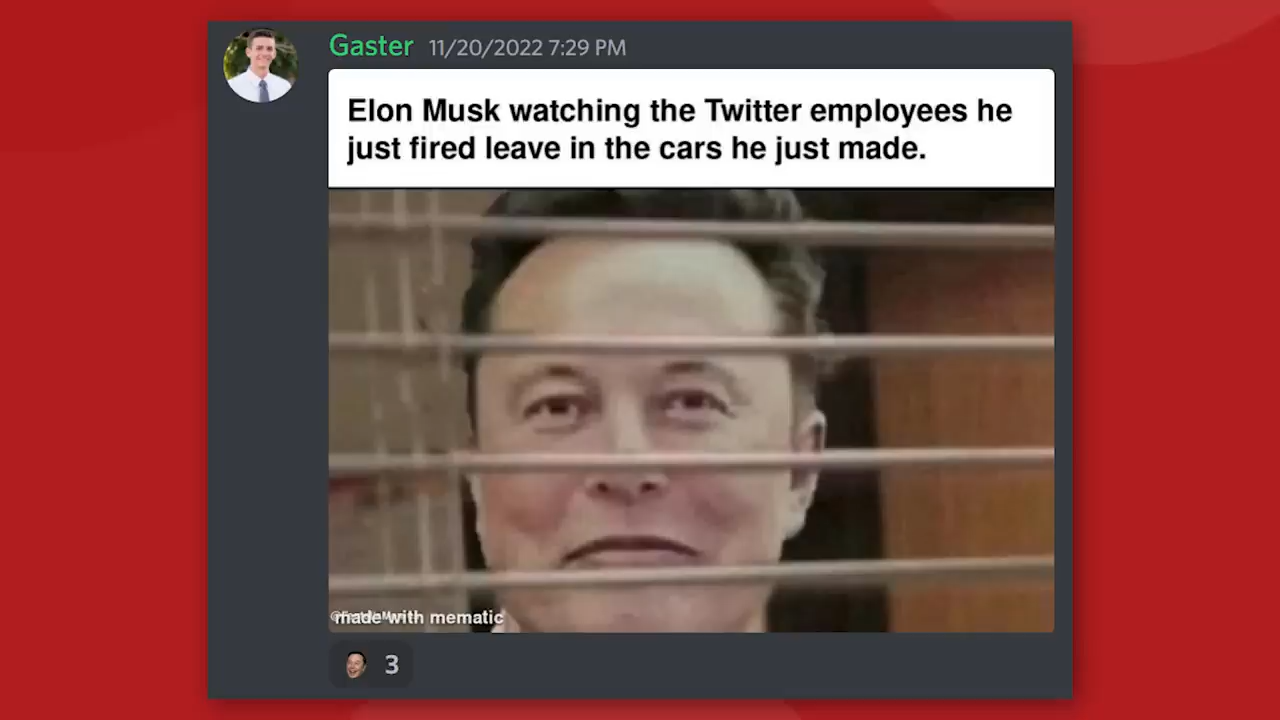 Gaster 11/20/2022 7:29 PM
Elon Musk watching the Twitter employees he
just fired leave in the cars he just made.
made with mematic
3